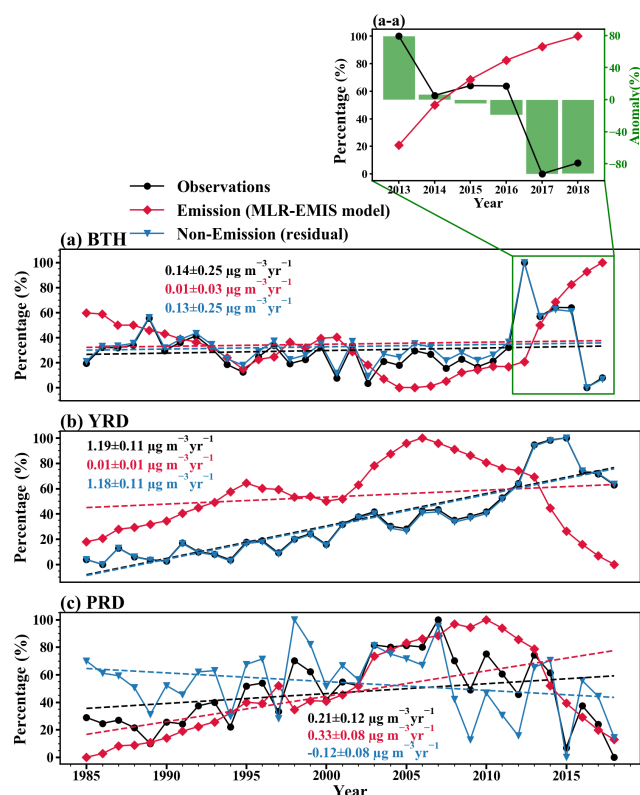 (a-a)
100
80
60
40
20
0
Percentage (%)
80
40
0
−40
−80
Anomaly(%)
2013 2014 2015 2016 2017 2018
Year
Observations
Emission (MLR-EMIS model)
Non-Emission (residual)
(a) BTH
0.14±0.25 μg m⁻³yr⁻¹
0.01±0.03 μg m⁻³yr⁻¹
0.13±0.25 μg m⁻³yr⁻¹
100
80
60
40
20
0
Percentage (%)
(b) YRD
1.19±0.11 μg m⁻³yr⁻¹
0.01±0.01 μg m⁻³yr⁻¹
1.18±0.11 μg m⁻³yr⁻¹
100
80
60
40
20
0
Percentage (%)
(c) PRD
100
80
60
40
20
0
Percentage (%)
0.21±0.12 μg m⁻³yr⁻¹
0.33±0.08 μg m⁻³yr⁻¹
-0.12±0.08 μg m⁻³yr⁻¹
1985 1990 1995 2000 2005 2010 2015
Year